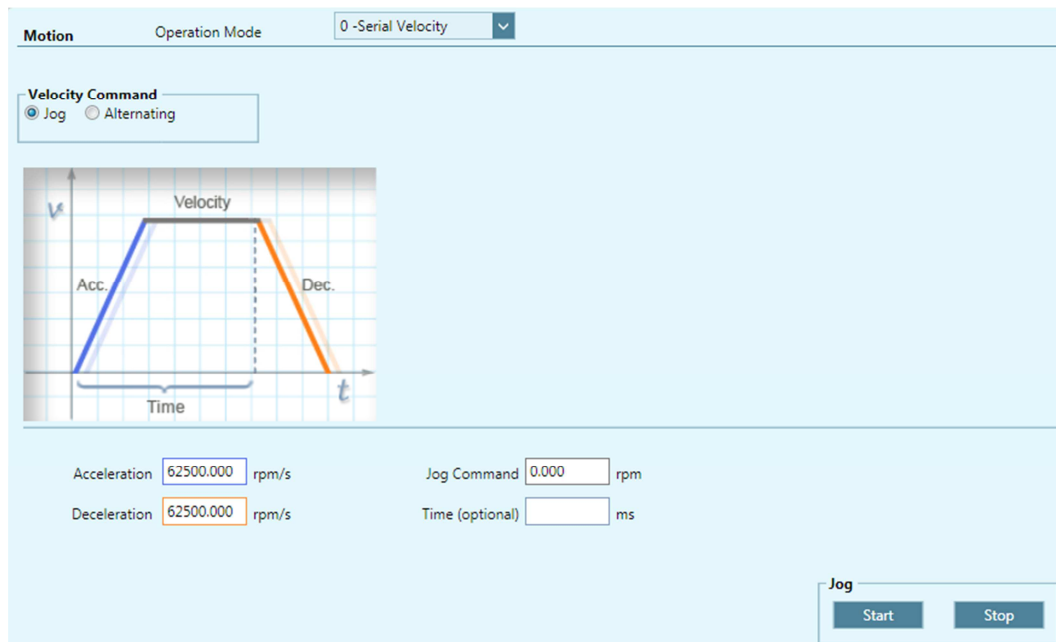 Motion Operation Mode 0 -Serial Velocity
Velocity Command
Jog Alternating
v
Velocity
Acc. Dec.
t
Time
Acceleration 62500.000 rpm/s Jog Command 0.000 rpm
Deceleration 62500.000 rpm/s Time (optional) ms
Jog
Start Stop